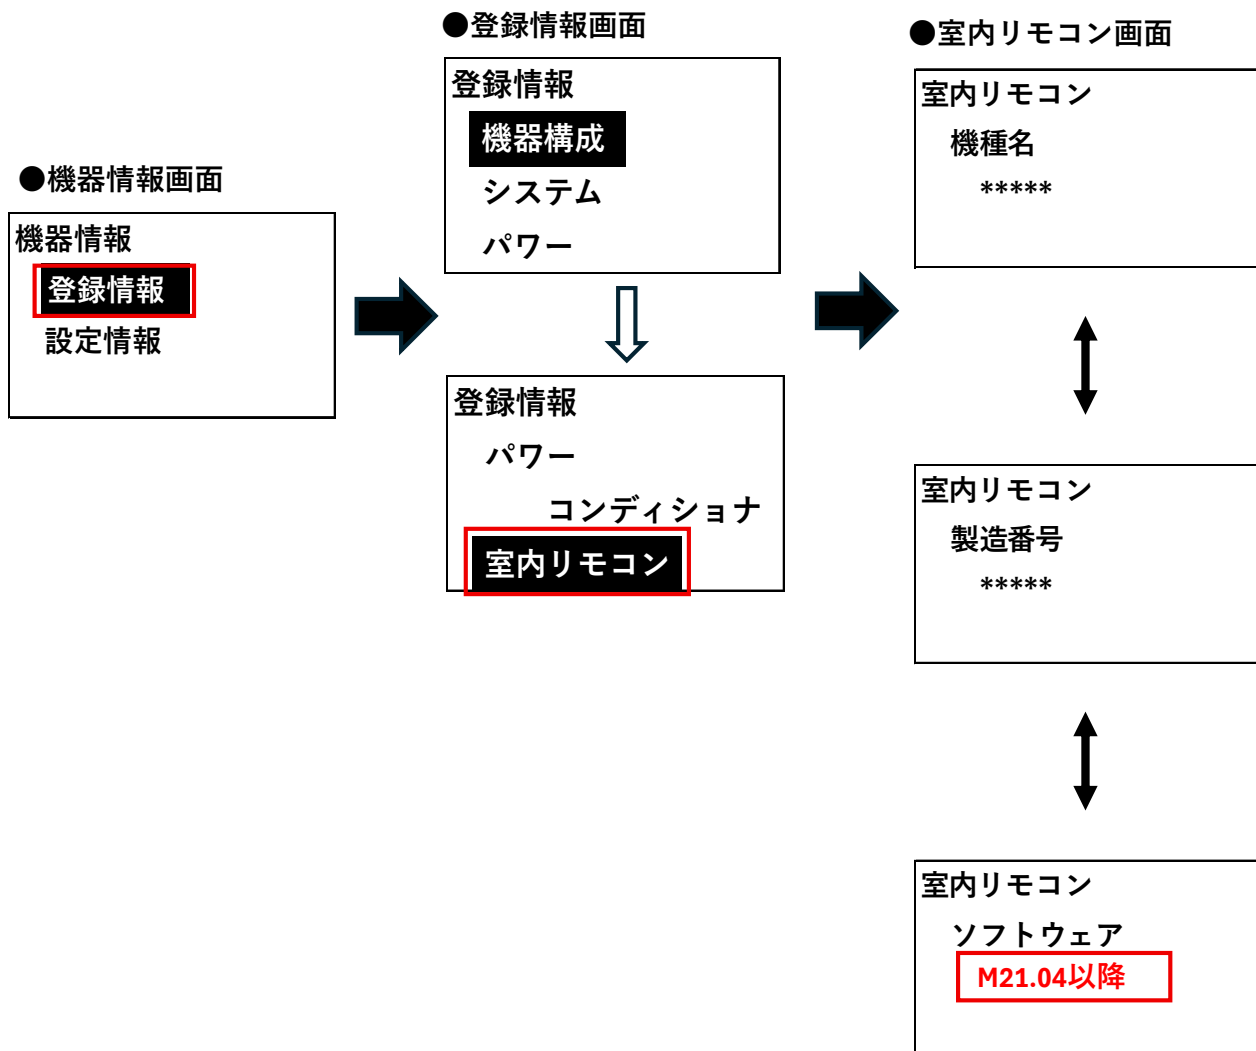 ●機器情報画面
機器情報
登録情報
設定情報
●登録情報画面
登録情報
機器構成
システム
パワー
登録情報
パワー
コンディショナ
室内リモコン
●室内リモコン画面
室内リモコン
機種名
*****
室内リモコン
製造番号
*****
室内リモコン
ソフトウェア
M21.04以降